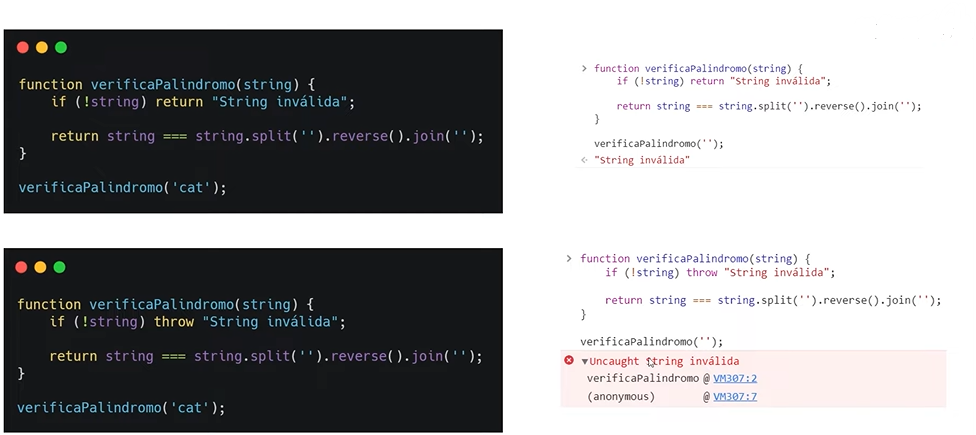 function verificaPalindromo(string) {
    if (!string) return "String inválida";

    return string === string.split('').reverse().join('');
}

verificaPalindromo('cat');

> function verificaPalindromo(string) {
    if (!string) return "String inválida";

    return string === string.split('').reverse().join('');
}

verificaPalindromo('');
< "String inválida"

function verificaPalindromo(string) {
    if (!string) throw "String inválida";

    return string === string.split('').reverse().join('');
}

verificaPalindromo('cat');

> function verificaPalindromo(string) {
    if (!string) throw "String inválida";

    return string === string.split('').reverse().join('');
}

verificaPalindromo('');
▼Uncaught String inválida
verificaPalindromo @ VM307:2
(anonymous) @ VM307:7